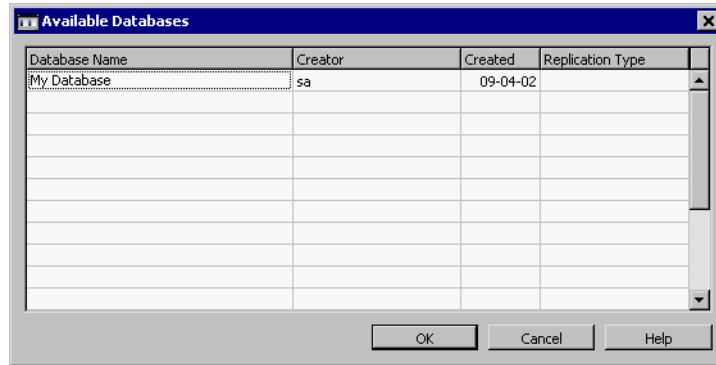 Available Databases
Database Name Creator Created Replication Type
My Database sa 09-04-02
OK Cancel Help